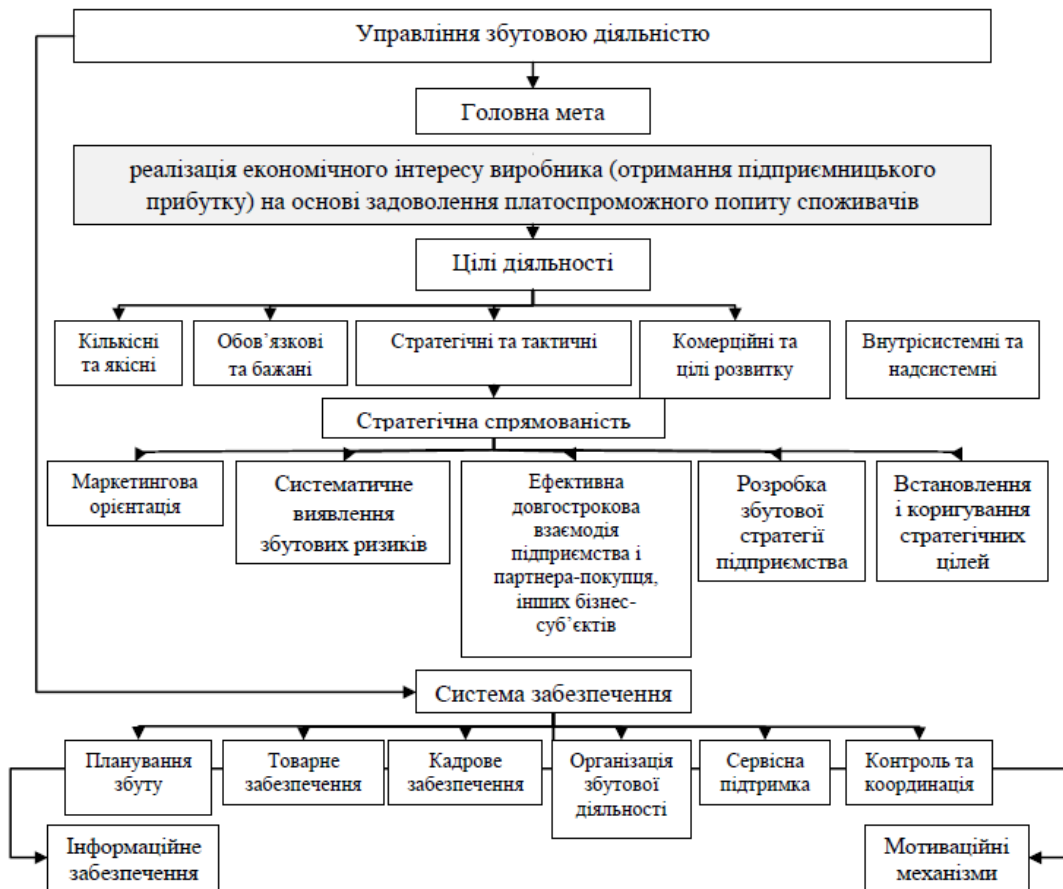 Управління збутовою діяльністю
Головна мета
реалізація економічного інтересу виробника (отримання підприємницького
прибутку) на основі задоволення платоспроможного попиту споживачів
Цілі діяльності
Кількісні
та якісні
Обов’язкові
та бажані
Стратегічні та тактичні
Комерційні та
цілі розвитку
Внутрісистемні та
надсистемні
Стратегічна спрямованість
Маркетингова
орієнтація
Систематичне
виявлення
збутових ризиків
Ефективна
довгострокова
взаємодія
підприємства і
партнера-покупця,
інших бізнес-
суб’єктів
Розробка
збутової
стратегії
підприємства
Встановлення
і коригування
стратегічних
цілей
Система забезпечення
Планування
збуту
Товарне
забезпечення
Кадрове
забезпечення
Організація
збутової
діяльності
Сервісна
підтримка
Контроль та
координація
Інформаційне
забезпечення
Мотиваційні
механізми